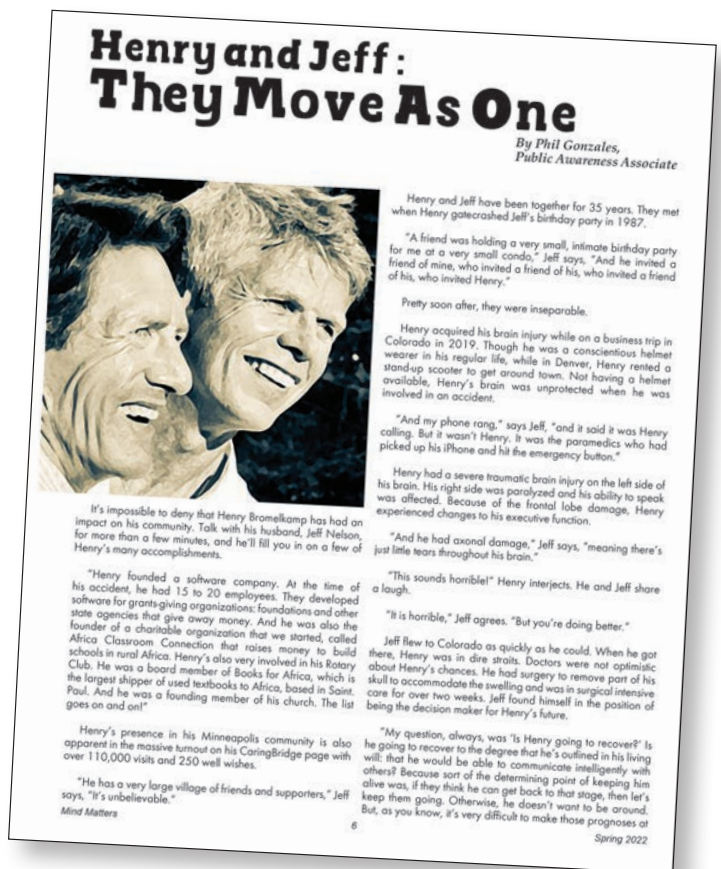 Henry and Jeff:
They Move As One
By Phil Gonzales,
Public Awareness Associate
It's impossible to deny that Henry Bromelkamp has had an
impact on his community. Talk with his husband, Jeff Nelson,
for more than a few minutes, and he'll fill you in on a few of
Henry's many accomplishments.
"Henry founded a software company. At the time of
his accident, he had 15 to 20 employees. They developed
software for grants-giving organizations: foundations and other
state agencies that give away money. And he was also the
founder of a charitable organization that we started, called
Africa Classroom Connection that raises money to build
schools in rural Africa. Henry's also very involved in his Rotary
Club. He was a board member of Books for Africa, which is
the largest shipper of used textbooks to Africa, based in Saint.
Paul. And he was a founding member of his church. The list
goes on and on!"
Henry's presence in his Minneapolis community is also
apparent in the massive turnout on his CaringBridge page with
over 110,000 visits and 250 well wishes.
"He has a very large village of friends and supporters," Jeff
says, "It's unbelievable."
Henry and Jeff have been together for 35 years. They met
when Henry gatecrashed Jeff's birthday party in 1987.
"A friend was holding a very small, intimate birthday party
for me at a very small condo," Jeff says, "And he invited a
friend of mine, who invited a friend of his, who invited a friend
of his, who invited Henry."
Pretty soon after, they were inseparable.
Henry acquired his brain injury while on a business trip in
Colorado in 2019. Though he was a conscientious helmet
wearer in his regular life, while in Denver, Henry rented a
stand-up scooter to get around town. Not having a helmet
available, Henry's brain was unprotected when he was
involved in an accident.
"And my phone rang," says Jeff, "and it said it was Henry
calling. But it wasn't Henry. It was the paramedics who had
picked up his iPhone and hit the emergency button."
Henry had a severe traumatic brain injury on the left side of
his brain. His right side was paralyzed and his ability to speak
was affected. Because of the frontal lobe damage, Henry
experienced changes to his executive function.
"And he had axonal damage," Jeff says, "meaning there's
just little tears throughout his brain."
"This sounds horrible!" Henry interjects. He and Jeff share
a laugh.
"It is horrible," Jeff agrees. "But you're doing better."
Jeff flew to Colorado as quickly as he could. When he got
there, Henry was in dire straits. Doctors were not optimistic
about Henry's chances. He had surgery to remove part of his
skull to accommodate the swelling and was in surgical intensive
care for over two weeks. Jeff found himself in the position of
being the decision maker for Henry's future.
"My question, always, was 'Is Henry going to recover?' Is
he going to recover to the degree that he's outlined in his living
will: that he would be able to communicate intelligently with
others? Because sort of the determining point of keeping him
alive was, if they think he can get back to that stage, then let's
keep them going. Otherwise, he doesn't want to be around.
But, as you know, it's very difficult to make those prognoses at
Mind Matters
6
Spring 2022